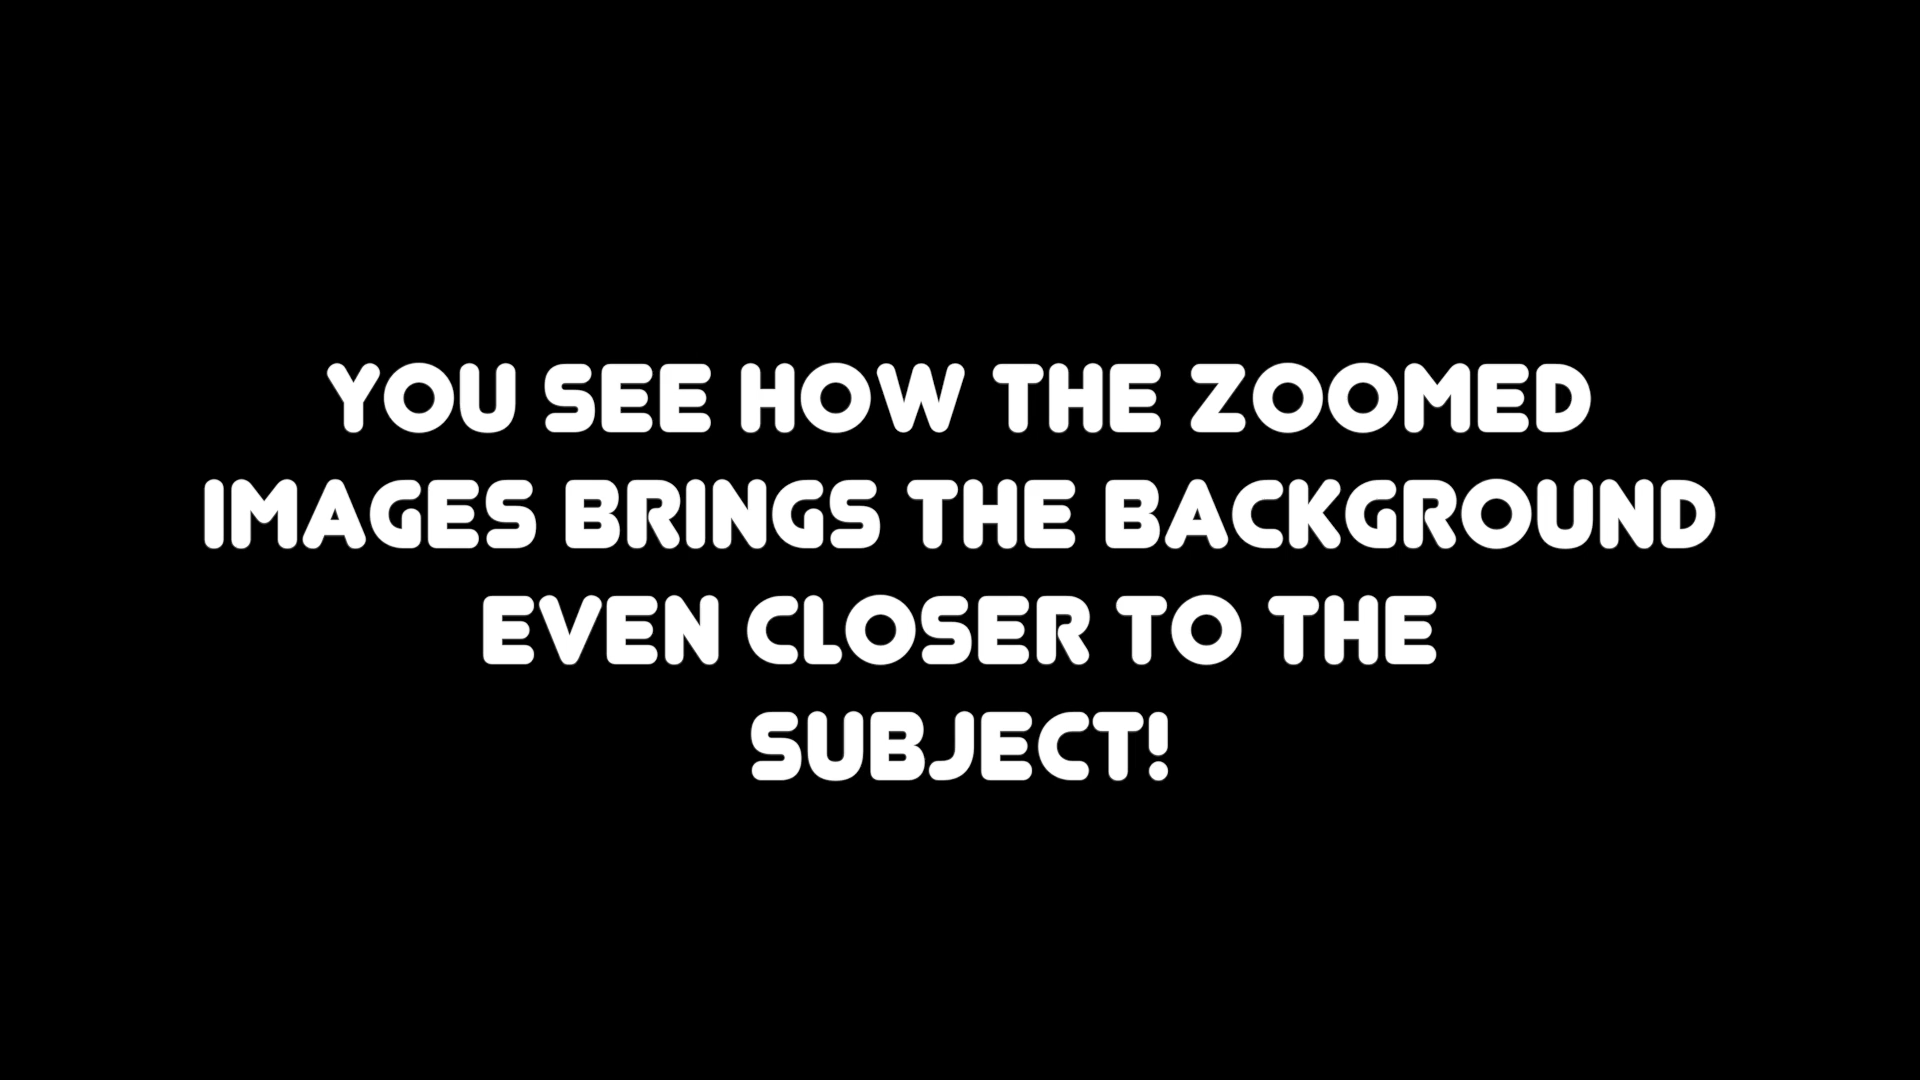 YOU SEE HOW THE ZOOMED
IMAGES BRINGS THE BACKGROUND
EVEN CLOSER TO THE
SUBJECT!